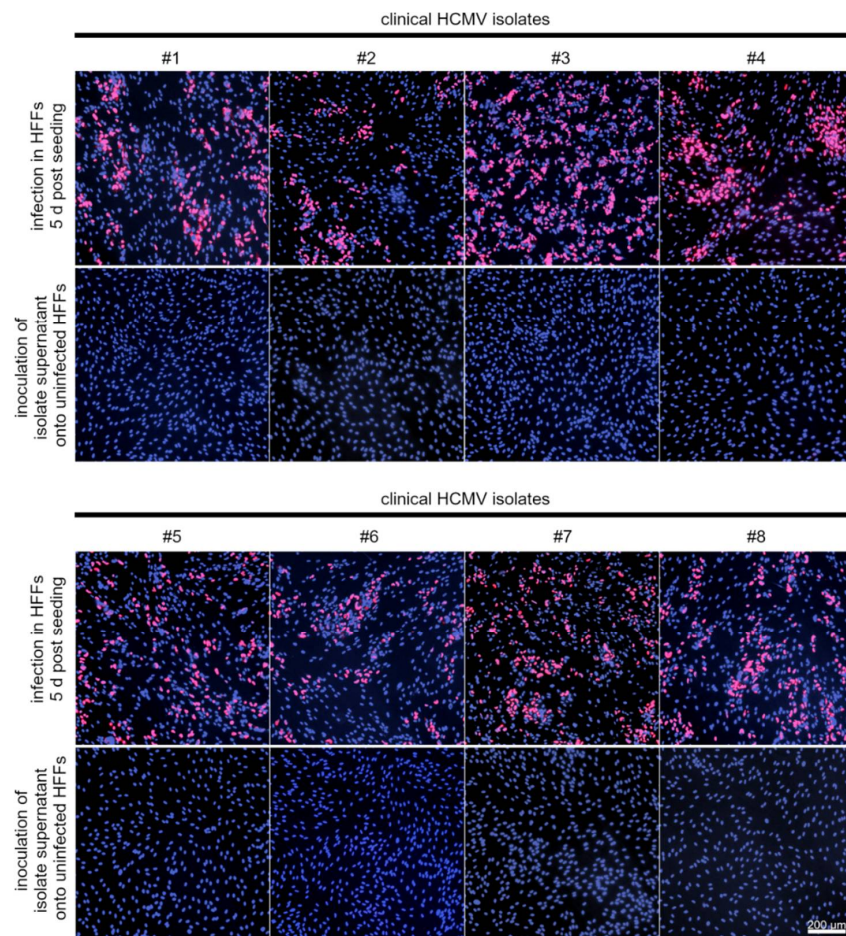 clinical HCMV isolates
#1 #2 #3 #4
infection in HFFs
5 d post seeding
inoculation of
isolate supernatant
onto uninfected HFFs
clinical HCMV isolates
#5 #6 #7 #8
infection in HFFs
5 d post seeding
inoculation of
isolate supernatant
onto uninfected HFFs
200 µm